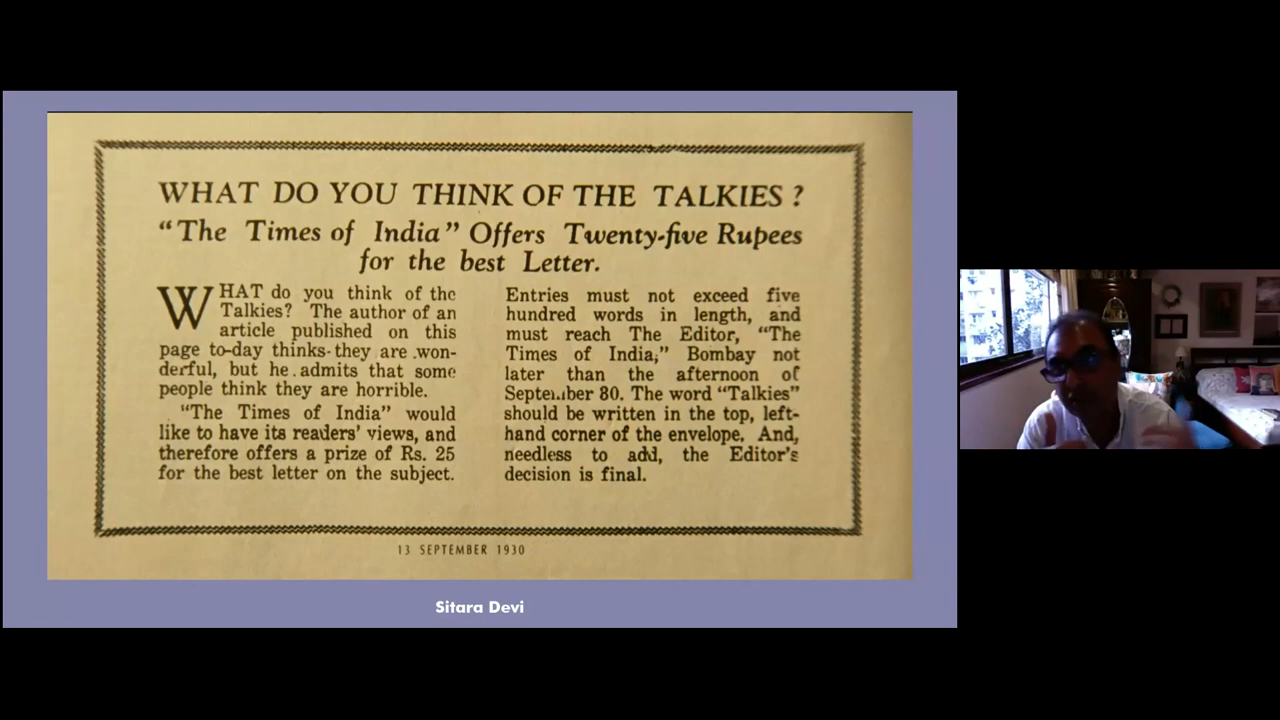 WHAT DO YOU THINK OF THE TALKIES ?
“The Times of India” Offers Twenty-five Rupees
for the best Letter.
WHAT do you think of the
Talkies? The author of an
article published on this
page to-day thinks they are won-
derful, but he admits that some
people think they are horrible.
“The Times of India” would
like to have its readers’ views, and
therefore offers a prize of Rs. 25
for the best letter on the subject.
Entries must not exceed five
hundred words in length, and
must reach The Editor, “The
Times of India,” Bombay not
later than the afternoon of
September 30. The word “Talkies”
should be written in the top, left-
hand corner of the envelope. And,
needless to add, the Editor’s
decision is final.
13 SEPTEMBER 1930
Sitara Devi